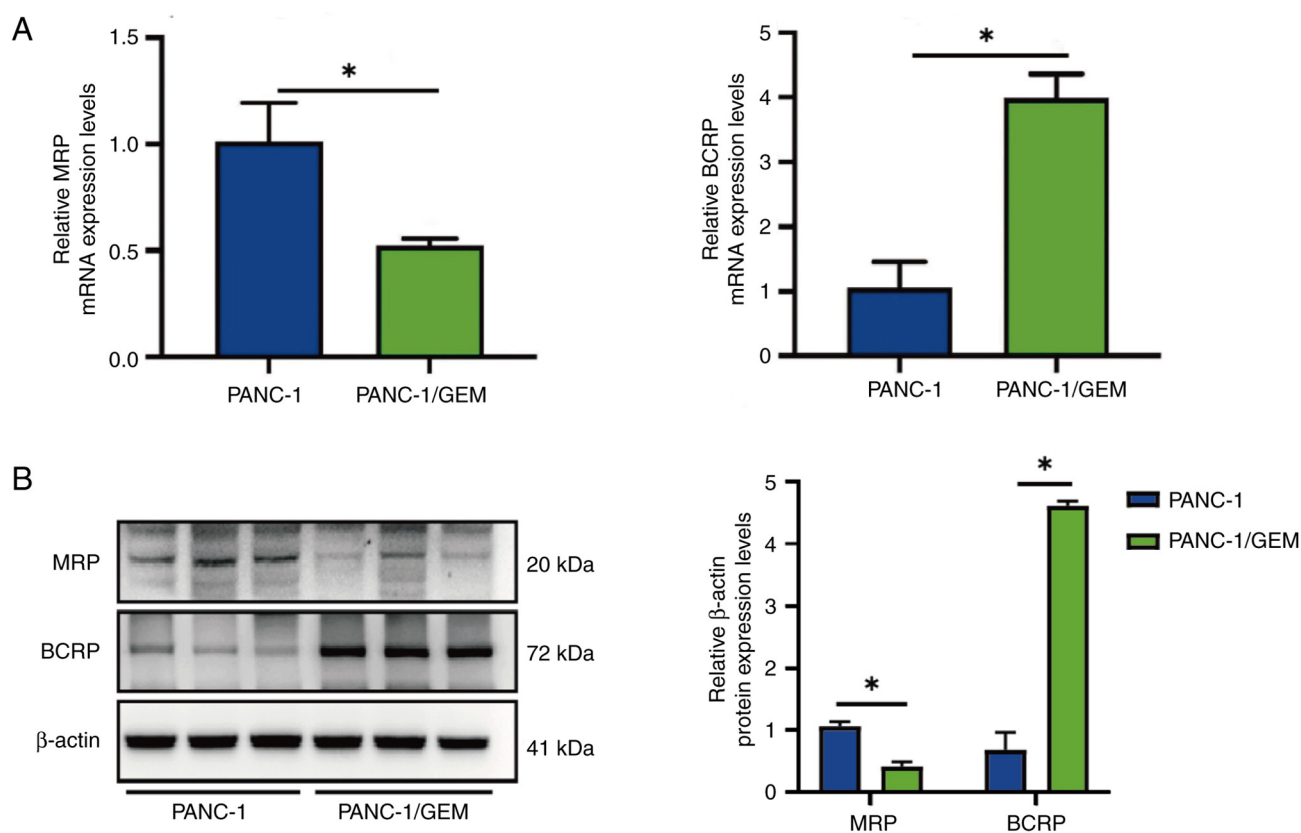 A
Relative MRP
mRNA expression levels
1.5
1.0
0.5
0.0
*
PANC-1
PANC-1/GEM
Relative BCRP
mRNA expression levels
5
4
3
2
1
0
*
PANC-1
PANC-1/GEM
B
MRP
20 kDa
BCRP
72 kDa
β-actin
41 kDa
PANC-1
PANC-1/GEM
Relative β-actin
protein expression levels
5
4
3
2
1
0
*
*
MRP
BCRP
PANC-1
PANC-1/GEM